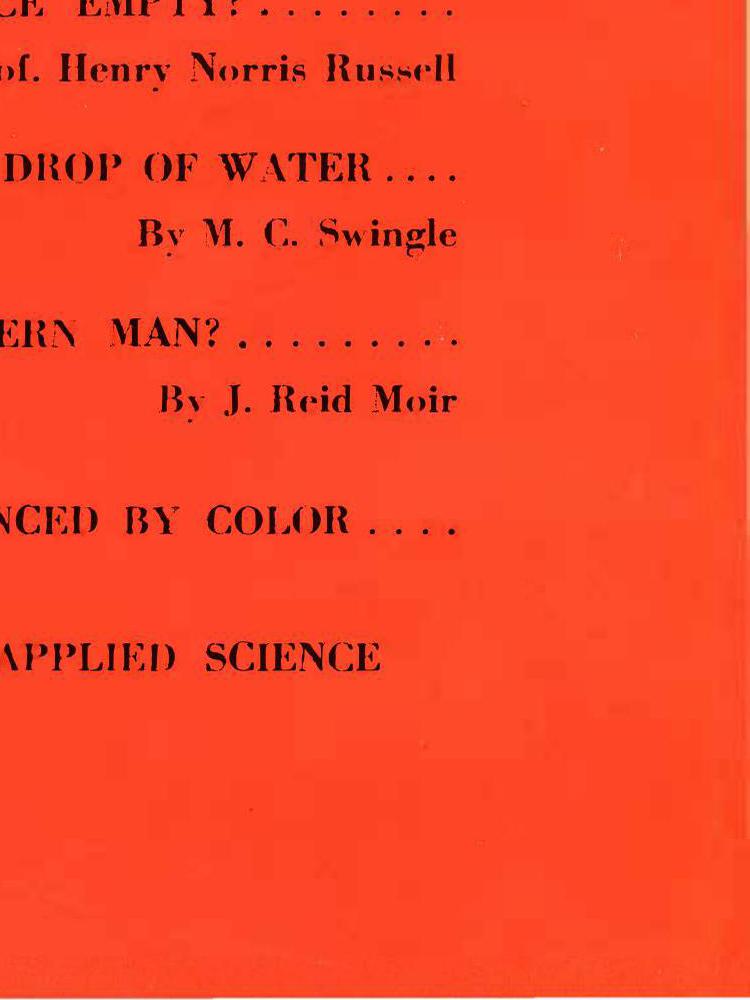 CE EMPTY? . . . . . . . . .
of. Henry Norris Russell
DROP OF WATER . . . .
By M. C. Swingle
ERN MAN? . . . . . . . . .
By J. Reid Moir
NCED BY COLOR . . . .
APPLIED SCIENCE